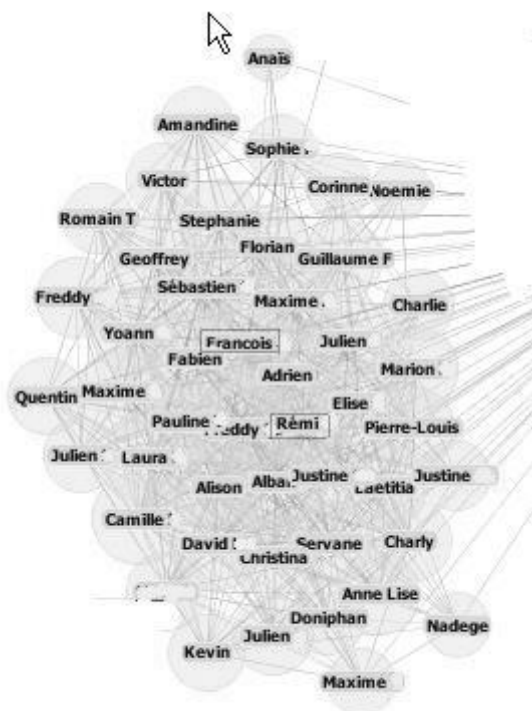 Anaïs
Amandine
Sophie
Victor
Corinne
Noemie
Romain T
Stephanie
Florian
Geoffrey
Guillaume F
Sébastien
Freddy
Maxime
Charlie
Yoann
Francois
Julien
Fabien
Adrien
Marion
Quentin
Maxime
Elise
Pauline
Freddy
Rémi
Pierre-Louis
Julien
Laura
Alison
Justine
Laetitia
Justine
Camille
David
Christina
Servane
Charly
Anne Lise
Doniphan
Nadege
Julien
Kevin
Maxime